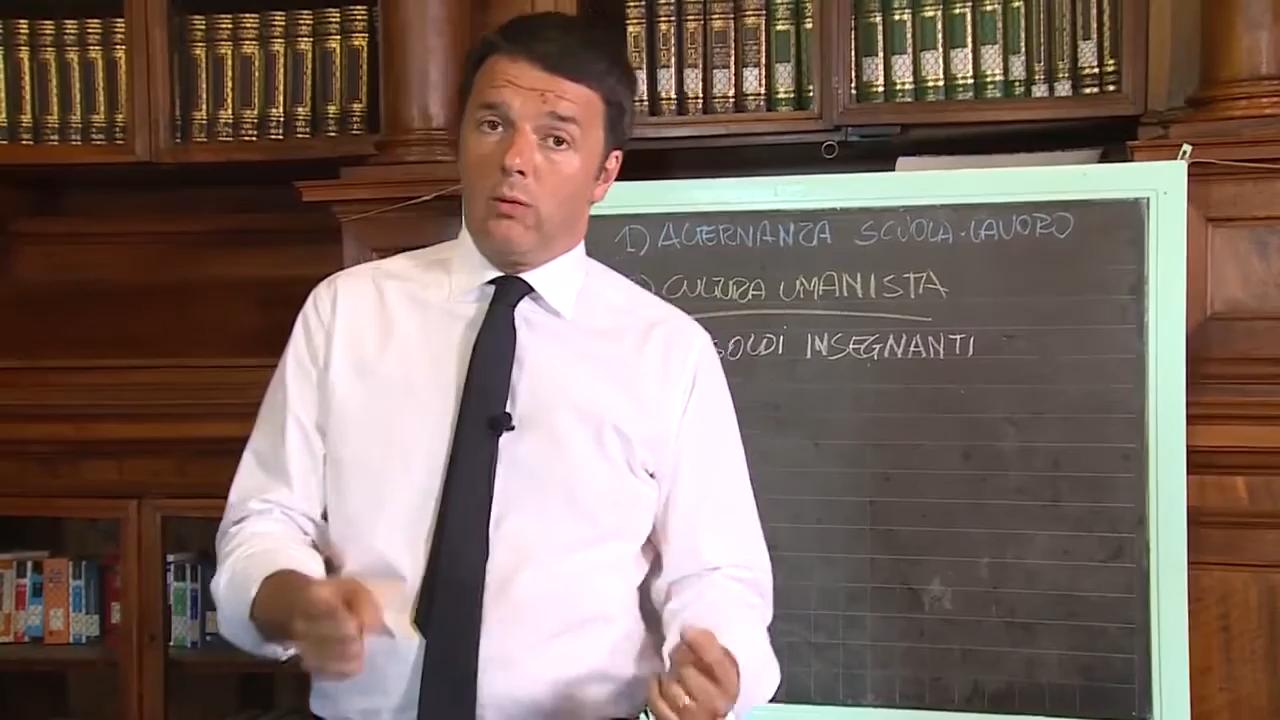 1) ALTERNANZA SCUOLA-LAVORO
) CULTURA UMANISTA
SOLDI INSEGNANTI